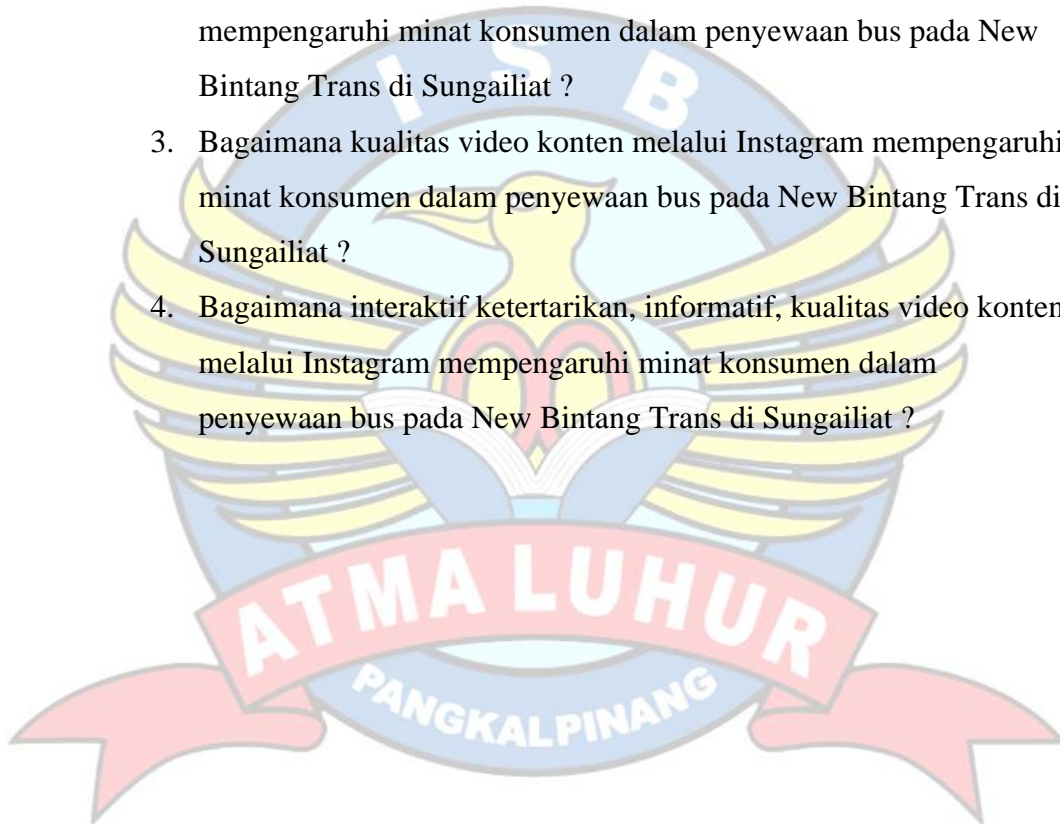 mempengaruhi minat konsumen dalam penyewaan bus pada New
Bintang Trans di Sungailiat ?
3. Bagaimana kualitas video konten melalui Instagram mempengaruhi
minat konsumen dalam penyewaan bus pada New Bintang Trans di
Sungailiat ?
4. Bagaimana interaktif ketertarikan, informatif, kualitas video konten
melalui Instagram mempengaruhi minat konsumen dalam
penyewaan bus pada New Bintang Trans di Sungailiat ?
I S B
ATMA LUHUR
PANGKALPINANG